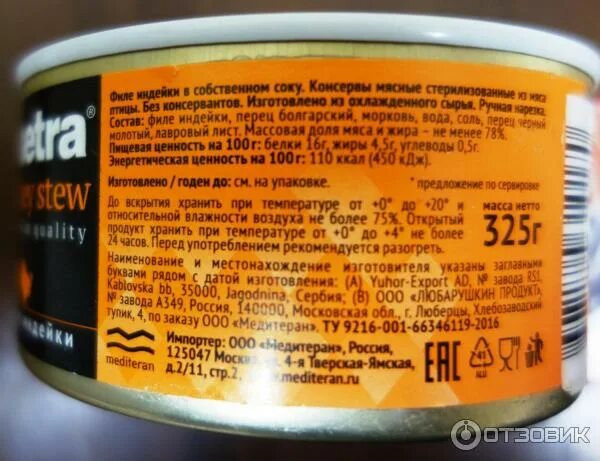 Филе индейки в собственном соку. Консервы мясные стерилизованные из мяса
птицы. Без консервантов. Изготовлено из охлажденного сырья. Ручная нарезка.
Состав: филе индейки, перец болгарский, морковь, вода, соль, перец черный
молотый, лавровый лист. Массовая доля мяса и жира – не менее 78%.
Пищевая ценность на 100г: белки 16г, жиры 4,5г, углеводы 0,5г.
Энергетическая ценность на 100г: 110 ккал (450 кДж).
etra®
ey stew
quality
индейки
Изготовлено / годен до: см. на упаковке.
* предложение по сервировке
До вскрытия хранить при температуре от +0° до +20° и
относительной влажности воздуха не более 75%. Открытый
продукт хранить при температуре от +0° до +4° не более
24 часов. Перед употреблением рекомендуется разогреть.
масса нетто
325г
Наименование и местонахождение изготовителя указаны заглавными
буквами рядом с датой изготовления: (А) Yuhor-Export AD, № завода RS1,
Kablovska bb, 35000, Jagodnina, Сербия; (В) ООО «ЛЮБАРУШКИН ПРОДУКТ»,
№ завода А349, Россия, 140000, Московская обл., г. Люберцы, Хлебозаводский
тупик, 4, по заказу ООО «Медитеран» ТУ 9216-001-66346119-2016
Импортер: ООО «Медитеран», Россия,
125047 Москва, ул. 4-я Тверская-Ямская,
д.2/11, стр.2, www.mediteran.ru
mediteran
EAC
41
ALU
ОТЗОВИК